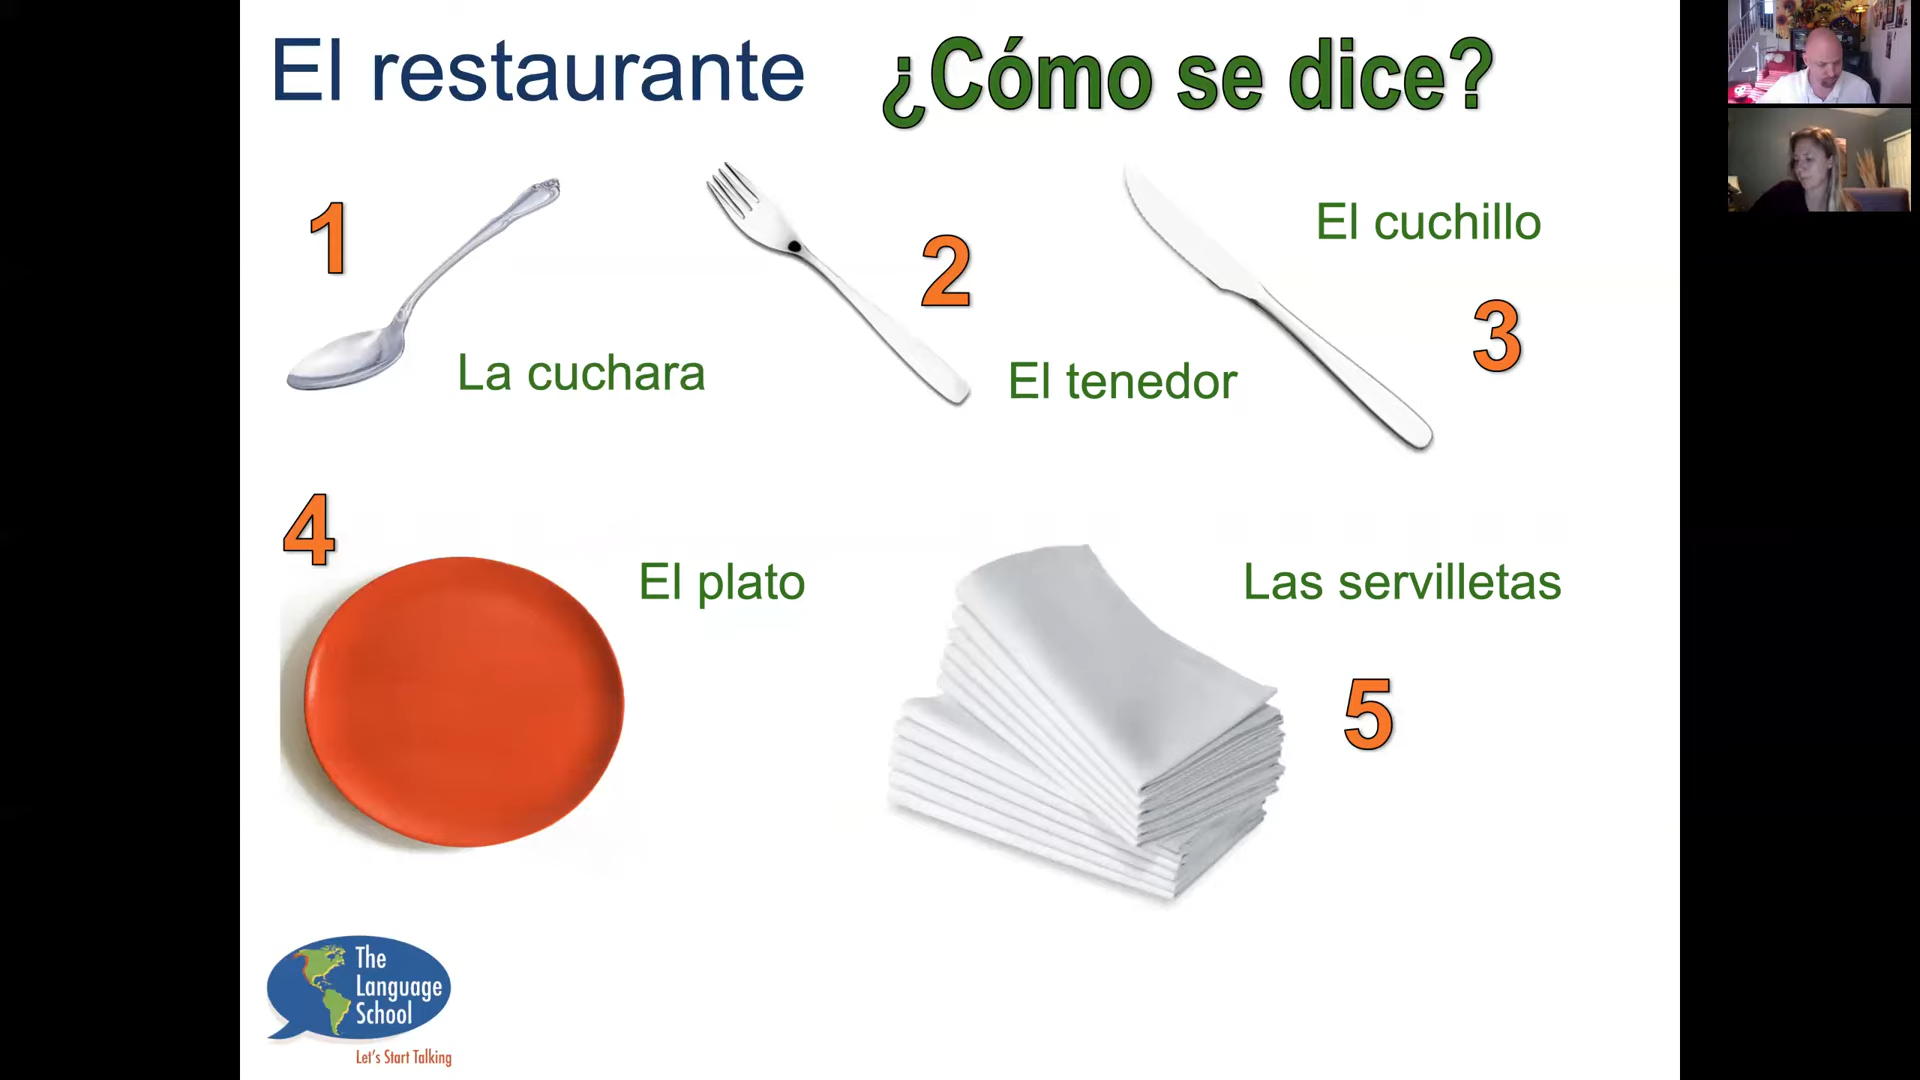 El restaurante
¿Cómo se dice?
1
La cuchara
2
El tenedor
El cuchillo
3
4
El plato
Las servilletas
5
The
Language
School
Let's Start Talking